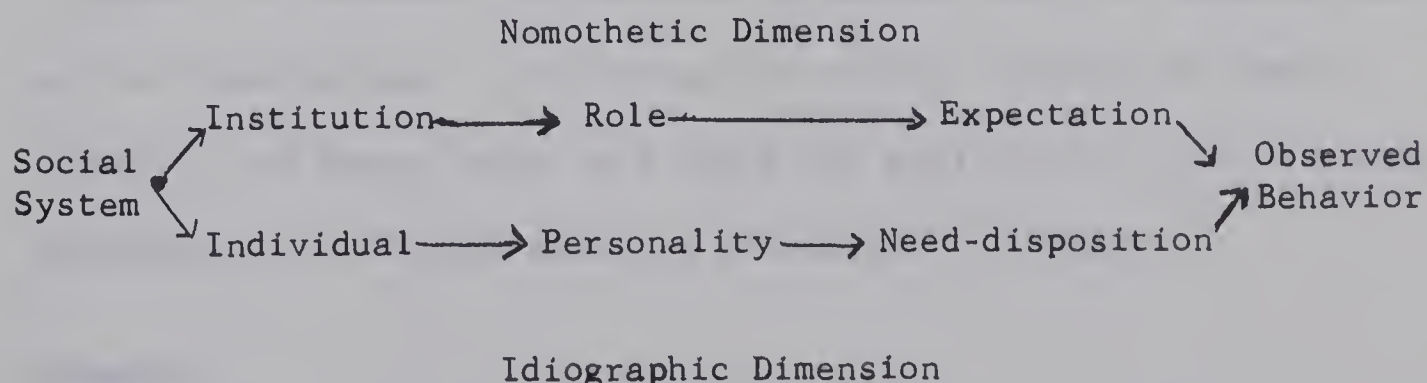 Nomothetic Dimension
Institution Role Expectation
Social Observed
System Behavior
Individual Personality Need-disposition
Idiographic Dimension